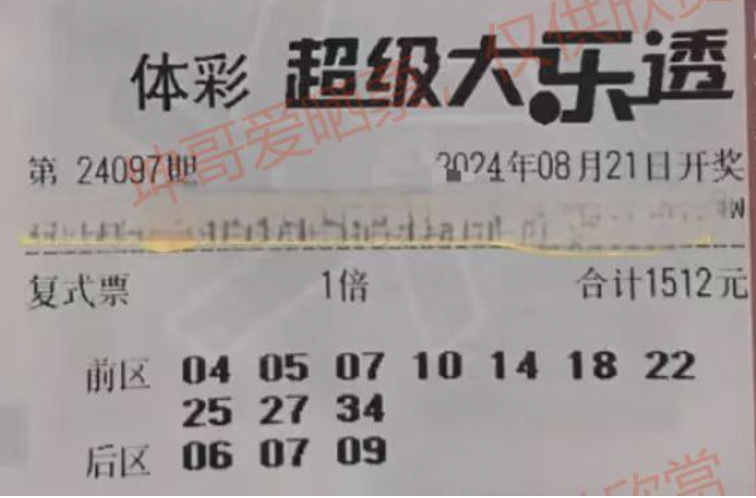 仅供欣赏
体彩 超级大乐透
坤哥爱晒票
第 24097期 2024年08月21日开奖
复式票 1倍 合计1512元
前区 04 05 07 10 14 18 22
25 27 34
后区 06 07 09
欣赏